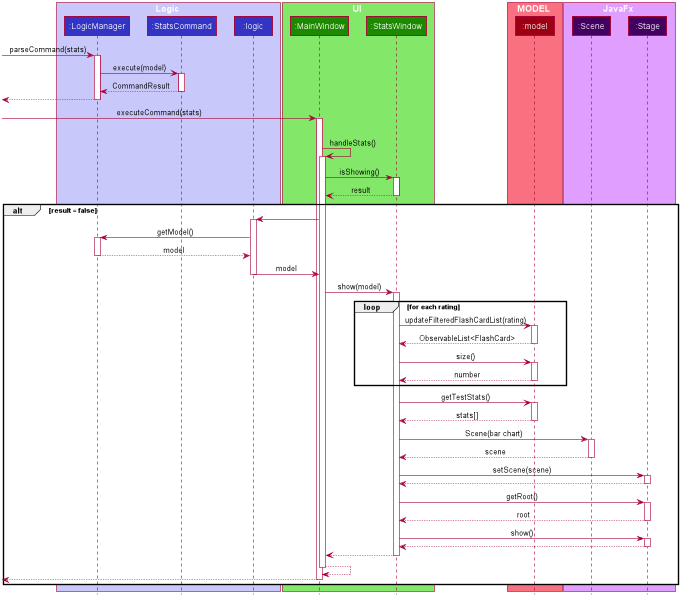 Logic UI MODEL JavaFx
:LogicManager :StatsCommand :logic :MainWindow :StatsWindow :model :Scene :Stage
parseCommand(stats)
execute(model)
CommandResult
executeCommand(stats)
handleStats()
isShowing()
result
alt [result = false]
getModel()
model
model
show(model)
loop [for each rating]
updateFilteredFlashCardList(rating)
ObservableList<FlashCard>
size()
number
getTestStats()
stats[]
Scene(bar chart)
scene
setScene(scene)
getRoot()
root
show()